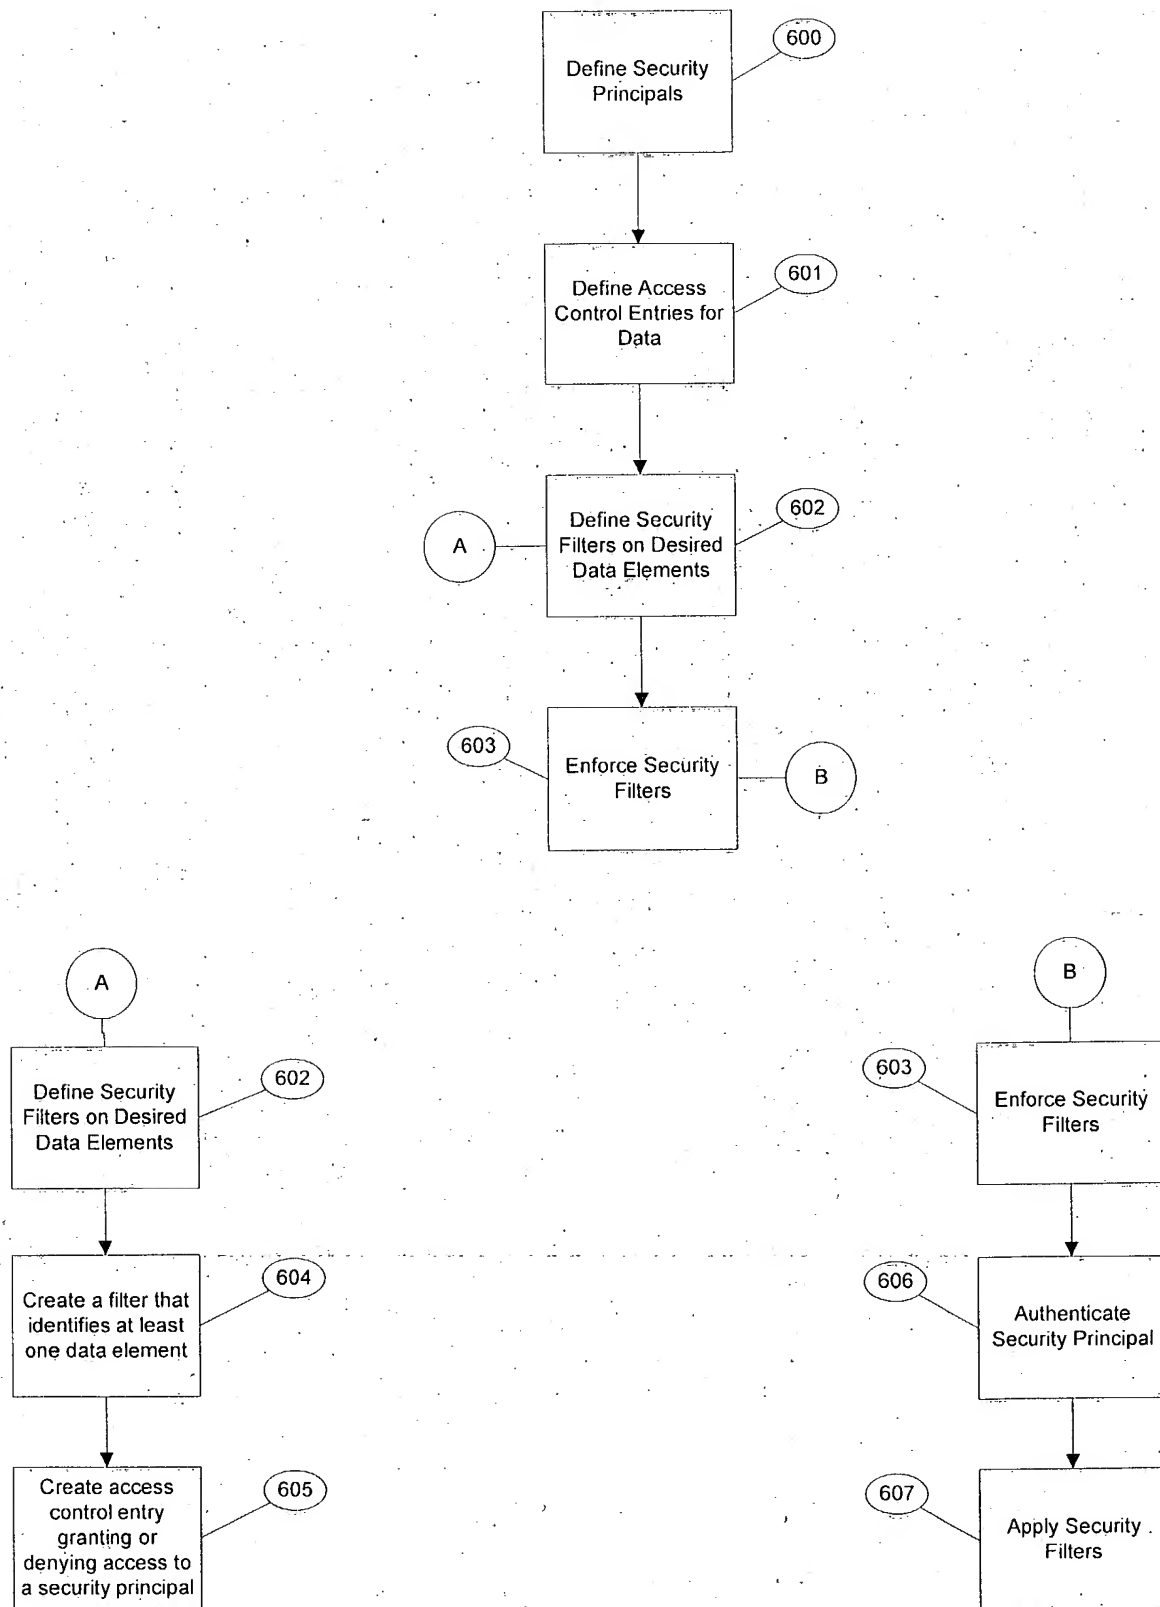 600
Define Security
Principals
601
Define Access
Control Entries for
Data
602
Define Security
Filters on Desired
Data Elements
A
603
Enforce Security
Filters
B
A
B
602
Define Security
Filters on Desired
Data Elements
603
Enforce Security
Filters
604
Create a filter that
identifies at least
one data element
606
Authenticate
Security Principal
605
Create access
control entry
granting or
denying access to
a security principal
607
Apply Security
Filters